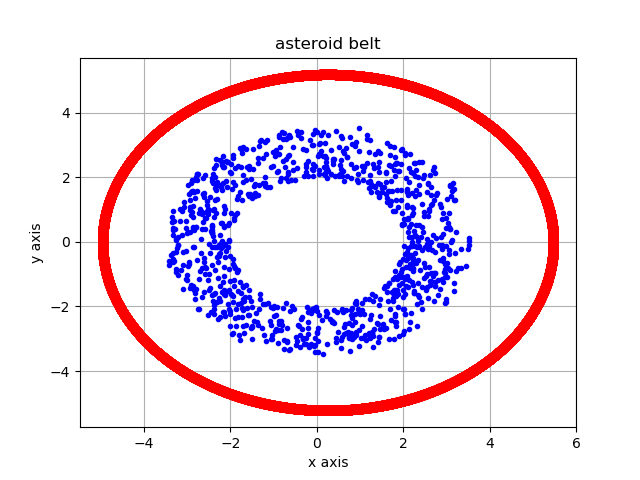 asteroid belt
y axis
4
2
0
−2
−4
−4 −2 0 2 4 6
x axis